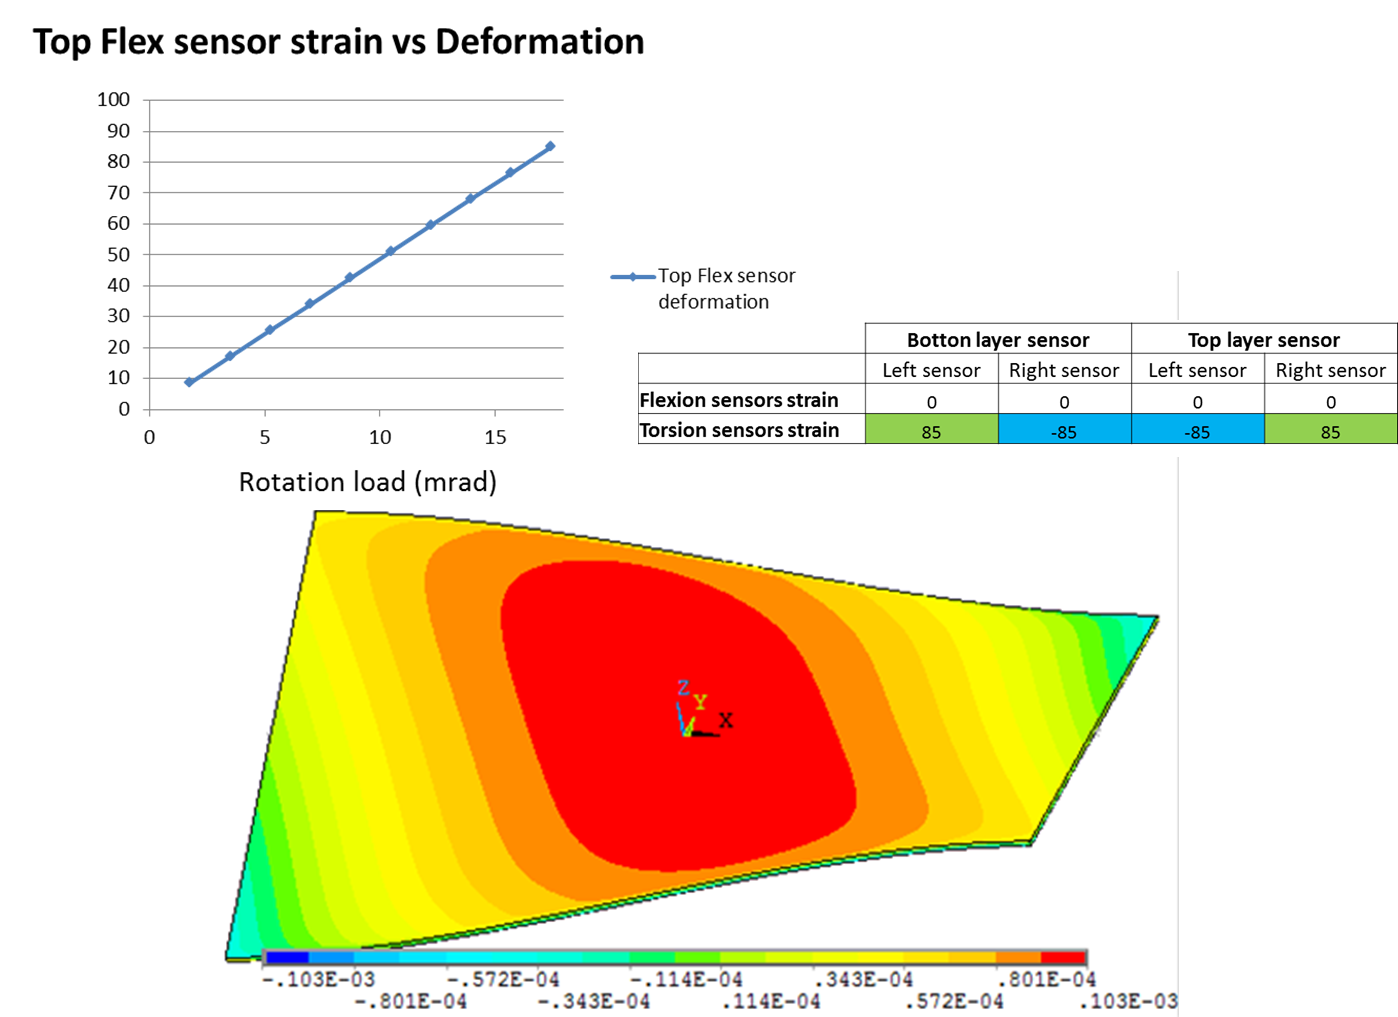 Top Flex sensor strain vs Deformation
100
90
80
70
60
50
40
30
20
10
0
0 5 10 15
Rotation load (mrad)
Top Flex sensor
deformation
Botton layer sensor Top layer sensor
Left sensor Right sensor Left sensor Right sensor
Flexion sensors strain 0 0 0 0
Torsion sensors strain 85 -85 -85 85
Z
Y
X
-.103E-03 -.572E-04 -.114E-04 .343E-04 .801E-04
-.801E-04 -.343E-04 .114E-04 .572E-04 .103E-03